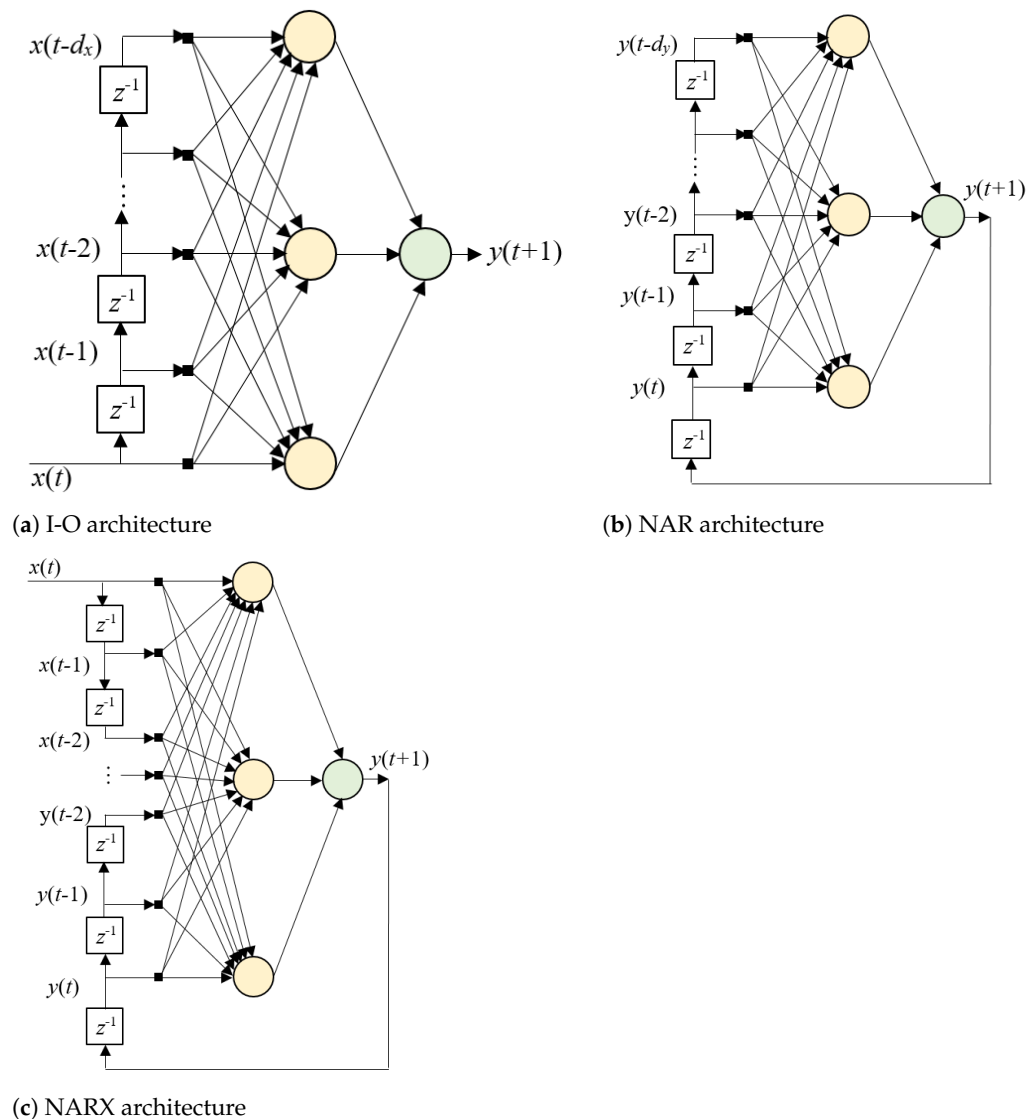 x(t-dₓ)
z⁻¹
⋮
x(t-2)
z⁻¹
x(t-1)
z⁻¹
x(t)
y(t+1)
(a) I-O architecture
y(t-d_y)
z⁻¹
⋮
y(t-2)
z⁻¹
y(t-1)
z⁻¹
y(t)
z⁻¹
y(t+1)
(b) NAR architecture
x(t)
z⁻¹
x(t-1)
z⁻¹
x(t-2)
⋮
y(t-2)
z⁻¹
y(t-1)
z⁻¹
y(t)
z⁻¹
y(t+1)
(c) NARX architecture